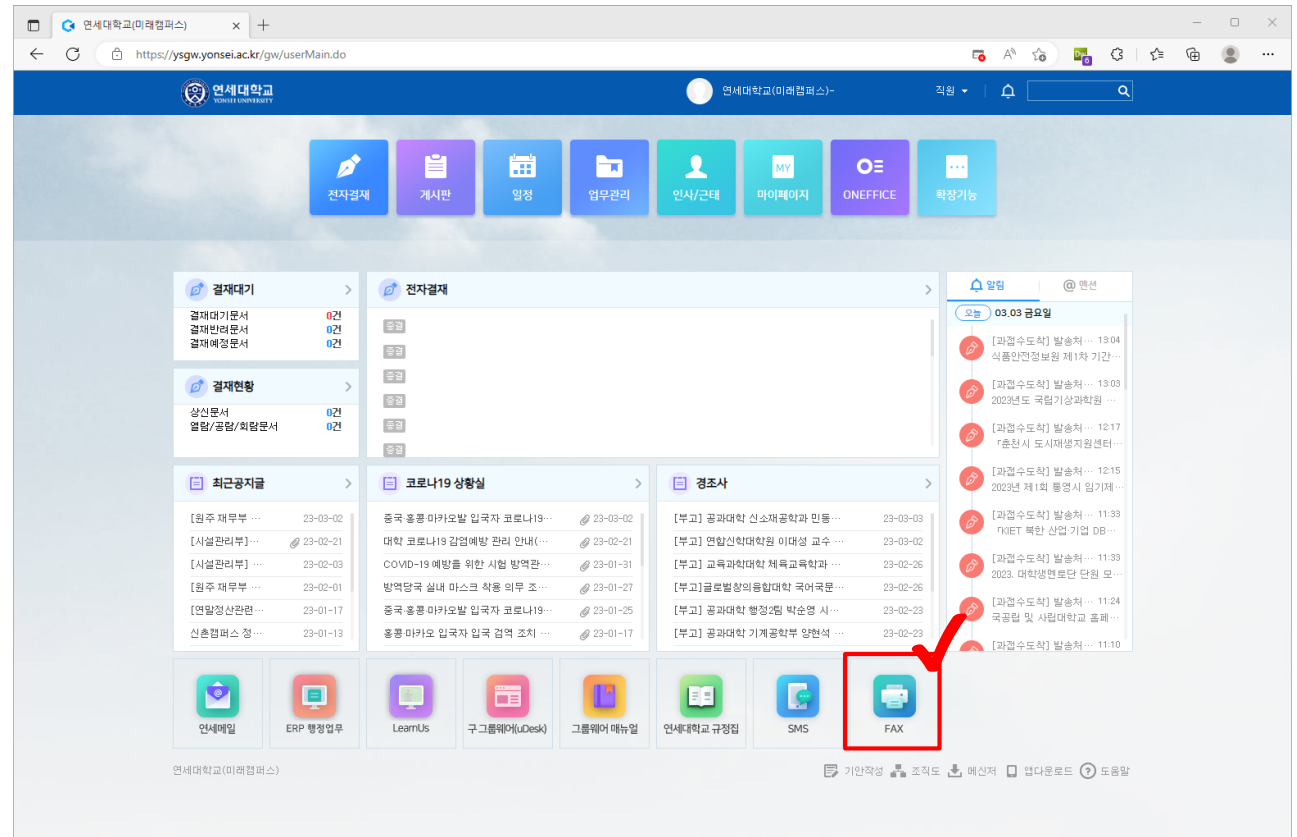 연세대학교(미래캠퍼스)
https://ysgw.yonsei.ac.kr/gw/userMain.do
6
연세대학교
YONSEI UNIVERSITY
연세대학교(미래캠퍼스)-
직원
전자결재
게시판
일정
업무관리
MY
인사/근태
마이페이지
ONEFFICE
확장기능
결재대기
결재대기문서 0건
결재반려문서 0건
결재예정문서 0건
결재현황
상신문서 0건
열람/공람/회람문서 0건
전자결재
종결
종결
종결
종결
종결
종결
알림
@ 멘션
오늘 03.03 금요일
[과접수도착] 발송처… 13:04
식품안전정보원 제1차 기간…
[과접수도착] 발송처… 13:03
2023년도 국립기상과학원 …
[과접수도착] 발송처… 12:17
「춘천시 도시재생지원센터…
[과접수도착] 발송처… 12:15
2023년 제1회 통영시 임기제…
[과접수도착] 발송처… 11:33
「KIET 북한 산업·기업 DB…
[과접수도착] 발송처… 11:33
2023. 대학생멘토단 단원 모…
[과접수도착] 발송처… 11:24
국공립 및 사립대학교 홈페…
[과접수도착] 발송처… 11:10
최근공지글
[원주 재무부 … 23-03-02
[시설관리부]… 23-02-21
[시설관리부]… 23-02-03
[원주 재무부 … 23-02-01
[연말정산관련… 23-01-17
신촌캠퍼스 정… 23-01-13
코로나19 상황실
중국·홍콩·마카오발 입국자 코로나19… 23-03-02
대학 코로나19 감염예방 관리 안내(… 23-02-21
COVID-19 예방을 위한 시험 방역관… 23-01-31
방역당국 실내 마스크 착용 의무 조… 23-01-27
중국·홍콩·마카오발 입국자 코로나19… 23-01-25
홍콩·마카오 입국자 입국 검역 조치 … 23-01-17
경조사
[부고] 공과대학 신소재공학과 민동… 23-03-03
[부고] 연합신학대학원 이대성 교수 … 23-03-02
[부고] 교육과학대학 체육교육학과 … 23-02-26
[부고]글로벌창의융합대학 국어국문… 23-02-26
[부고] 공과대학 행정2팀 박순영 시… 23-02-23
[부고] 공과대학 기계공학부 양현석 … 23-02-23
연세메일
ERP 행정업무
LearnUs
구 그룹웨어(uDesk)
그룹웨어 매뉴얼
연세대학교 규정집
SMS
FAX
연세대학교(미래캠퍼스)
기안작성
조직도
메신저
앱다운로드
? 도움말